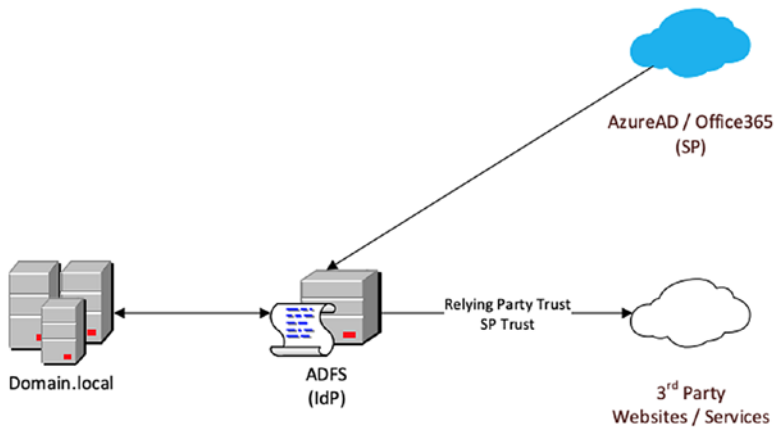 AzureAD / Office365
(SP)
Relying Party Trust
SP Trust
Domain.local
ADFS
(IdP)
3rd Party
Websites / Services